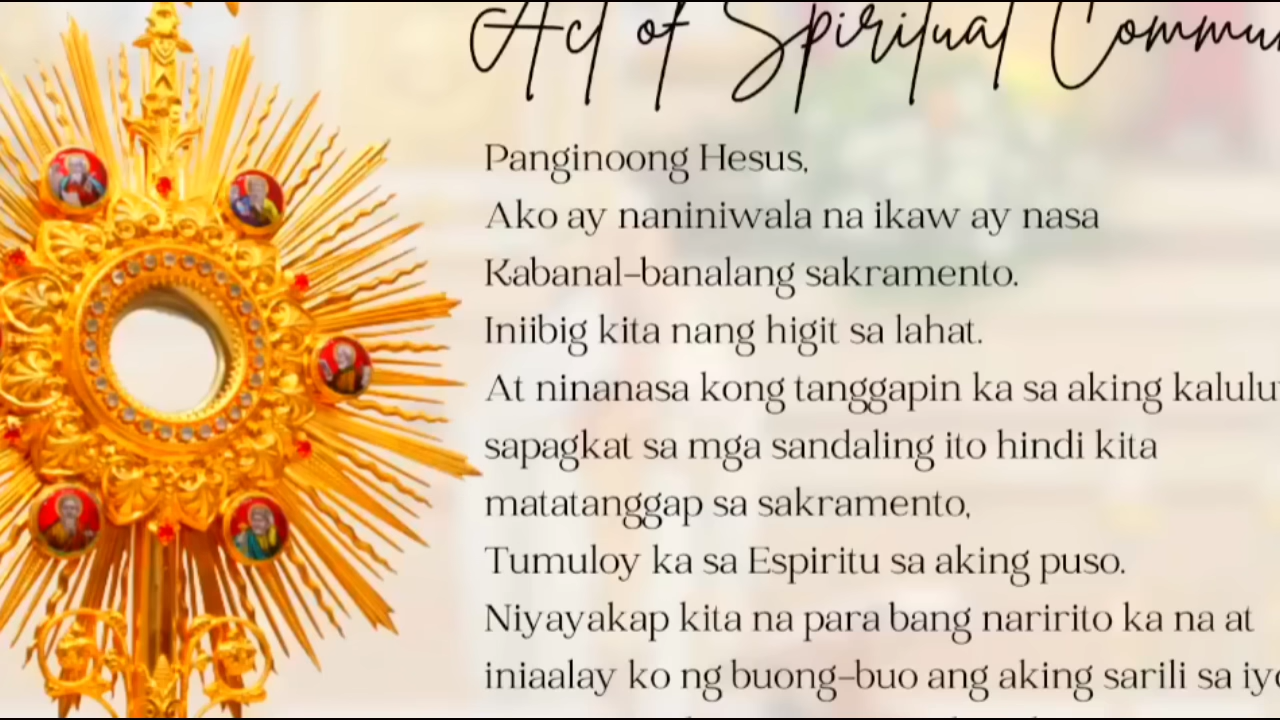 Act of Spiritual Commu
Panginoong Hesus,
Ako ay naniniwala na ikaw ay nasa
Kabanal-banalang sakramento.
Iniibig kita nang higit sa lahat.
At ninanasa kong tanggapin ka sa aking kalulu
sapagkat sa mga sandaling ito hindi kita
matatanggap sa sakramento,
Tumuloy ka sa Espiritu sa aking puso.
Niyayakap kita na para bang naririto ka na at
iniaalay ko ng buong-buo ang aking sarili sa iyo